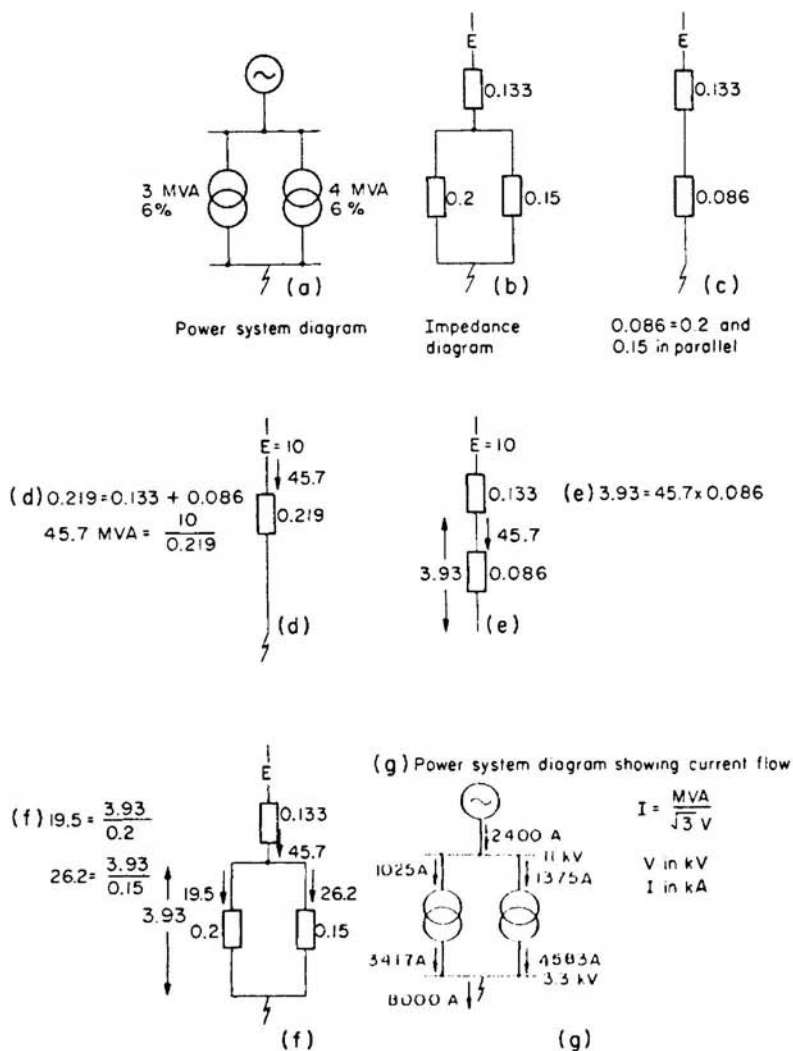 E
0.133
3 MVA
6%
4 MVA
6%
0.2
0.15
(a)
(b)
Power system diagram
Impedance
diagram
E
0.133
0.086
(c)
0.086=0.2 and
0.15 in parallel
(d) 0.219=0.133 + 0.086
45.7 MVA = 10
0.219
E = 10
45.7
0.219
(d)
E = 10
0.133
45.7
3.93
0.086
(e)
(e) 3.93=45.7x 0.086
(f) 19.5 = 3.93
0.2
26.2= 3.93
0.15
E
0.133
45.7
19.5
26.2
3.93
0.2
0.15
(f)
(g) Power system diagram showing current flow
I = MVA
√3 V
V in kV
I in kA
2400 A
11 kV
1025A
1375A
3417A
4583A
3.3 kV
8000 A
(g)